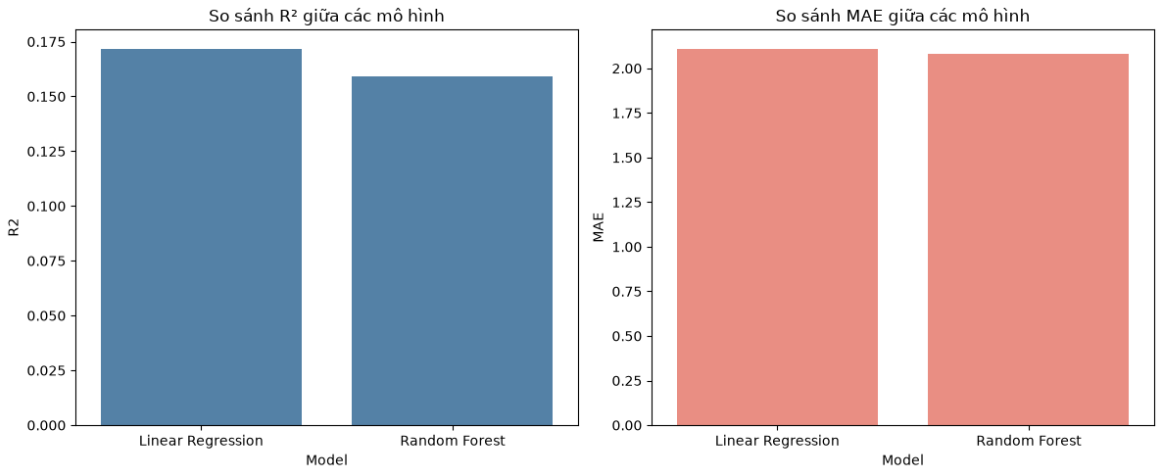 So sánh R² giữa các mô hình
0.175
0.150
0.125
0.100
0.075
0.050
0.025
0.000
R2
Linear Regression
Random Forest
Model
So sánh MAE giữa các mô hình
2.00
1.75
1.50
1.25
1.00
0.75
0.50
0.25
0.00
MAE
Linear Regression
Random Forest
Model